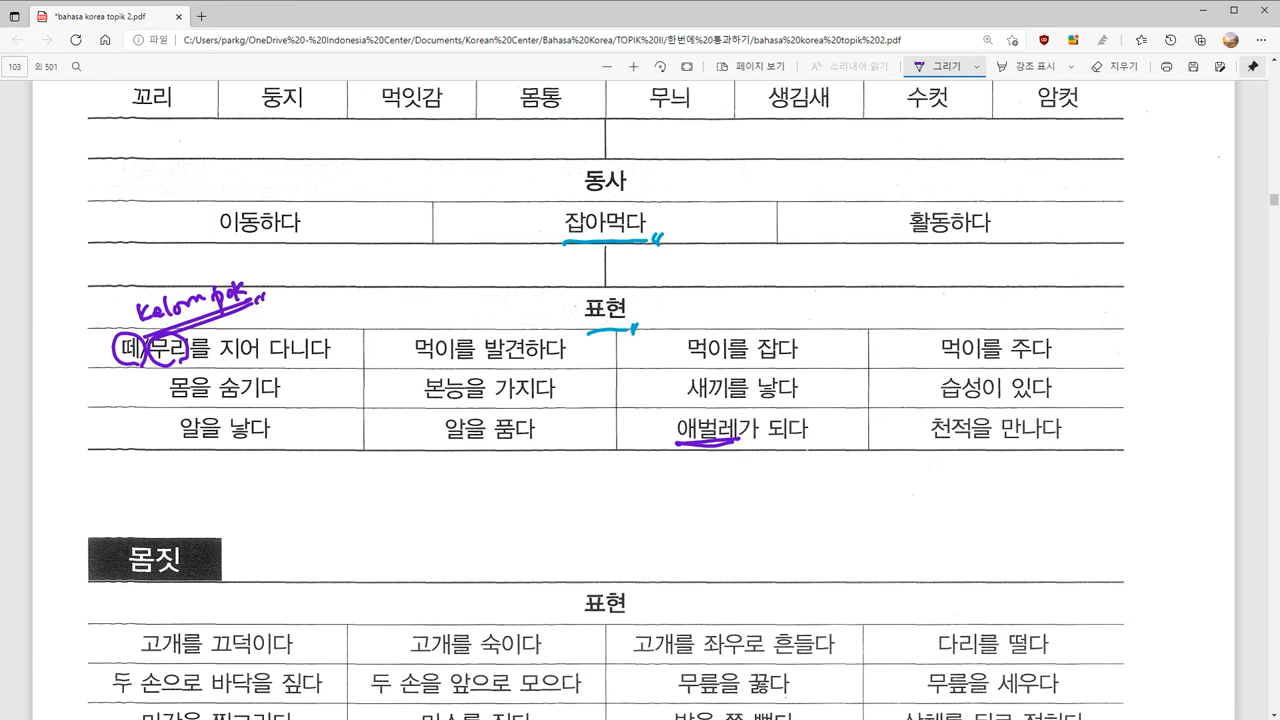 *bahasa korea topik 2.pdf
파일 C:/Users/parkg/OneDrive%20-%20Indonesia%20Center/Documents/Korean%20Center/Bahasa%20Korea/TOPIK%20II/한번에%20통과하기/bahasa%20korea%20topik%202.pdf
103 의 501 페이지 보기 소리내어 읽기 그리기 강조 표시 지우기
꼬리 둥지 먹잇감 몸통 무늬 생김새 수컷 암컷
동사
이동하다 잡아먹다 활동하다
Kelompok
표현
떼/무리를 지어 다니다 먹이를 발견하다 먹이를 잡다 먹이를 주다
몸을 숨기다 본능을 가지다 새끼를 낳다 습성이 있다
알을 낳다 알을 품다 애벌레가 되다 천적을 만나다
몸짓
표현
고개를 끄덕이다 고개를 숙이다 고개를 좌우로 흔들다 다리를 떨다
두 손으로 바닥을 짚다 두 손을 앞으로 모으다 무릎을 꿇다 무릎을 세우다